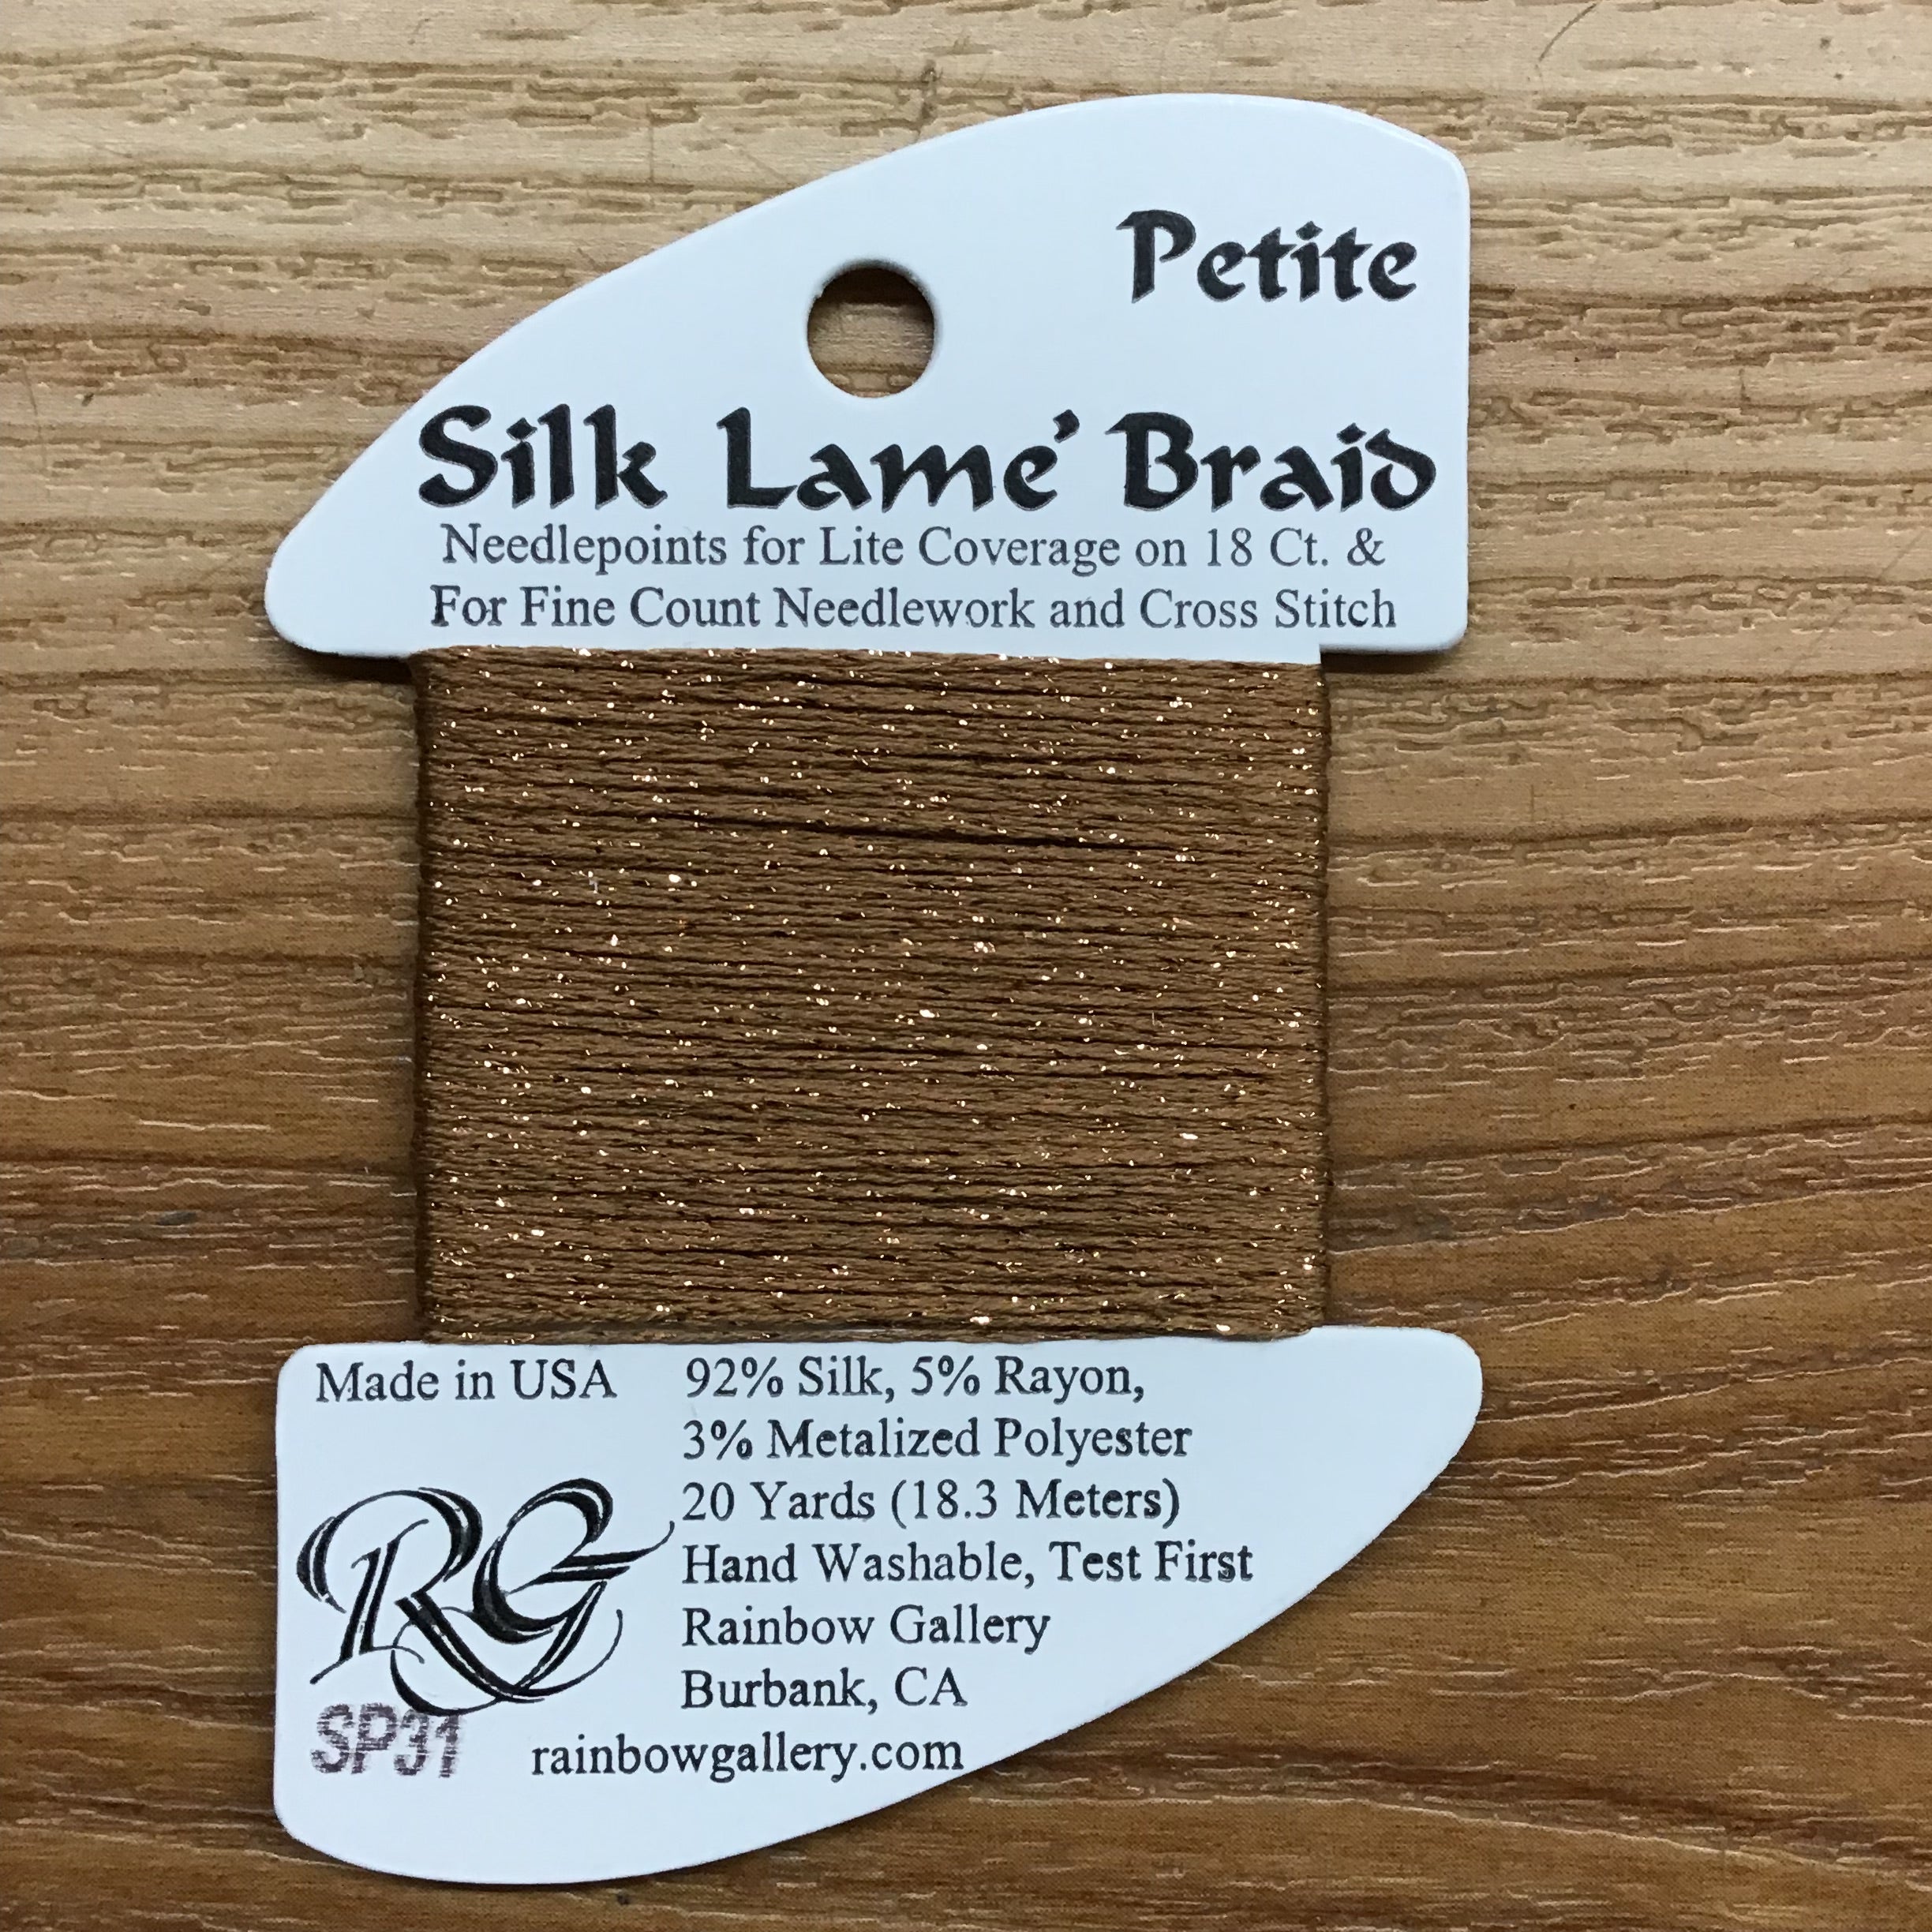 Petite
Silk Lame' Braid
Needlepoints for Lite Coverage on 18 Ct. &
For Fine Count Needlework and Cross Stitch
Made in USA
92% Silk, 5% Rayon,
3% Metalized Polyester
20 Yards (18.3 Meters)
Hand Washable, Test First
Rainbow Gallery
Burbank, CA
RG
SP31
rainbowgallery.com